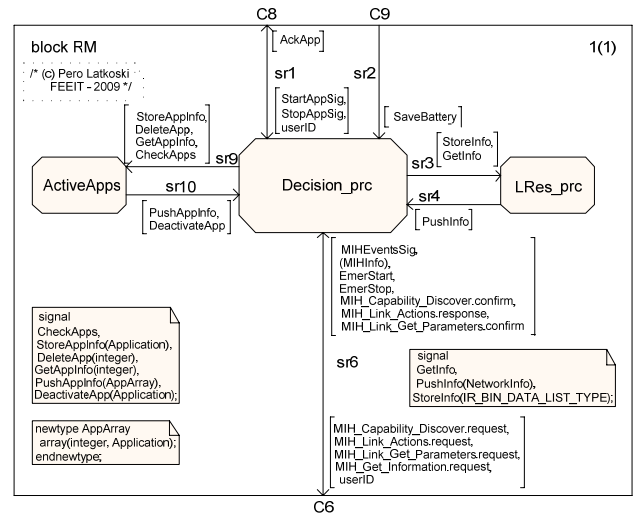 C8
C9
block RM
1(1)
/* (c) Pero Latkoski
FEEIT - 2009 */
AckApp
sr1
sr2
StartAppSig,
StopAppSig,
userID
SaveBattery
StoreAppInfo,
DeleteApp,
GetAppInfo,
CheckApps
sr9
sr3
StoreInfo,
GetInfo
ActiveApps
sr10
Decision_prc
sr4
LRes_prc
PushAppInfo,
DeactivateApp
PushInfo
MIHEventsSig,
(MIHInfo),
EmerStart,
EmerStop,
MIH_Capability_Discover.confirm,
MIH_Link_Actions.response,
MIH_Link_Get_Parameters.confirm
signal
CheckApps,
StoreAppInfo(Application),
DeleteApp(integer),
GetAppInfo(integer),
PushAppInfo(AppArray),
DeactivateApp(Application);
sr6
signal
GetInfo,
PushInfo(NetworkInfo),
StoreInfo(IR_BIN_DATA_LIST_TYPE);
newtype AppArray
array(integer, Application);
endnewtype;
MIH_Capability_Discover.request,
MIH_Link_Actions.request,
MIH_Link_Get_Parameters.request,
MIH_Get_Information.request,
userID
C6